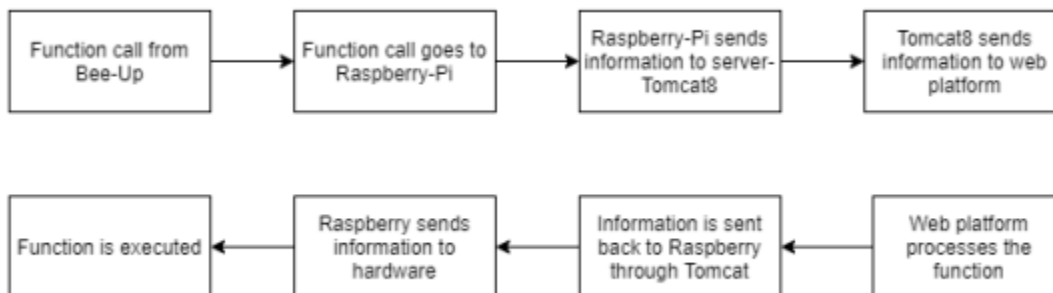 Function call from
Bee-Up
Function call goes to
Raspberry-Pi
Raspberry-Pi sends
information to server-
Tomcat8
Tomcat8 sends
information to web
platform
Function is executed
Raspberry sends
information to
hardware
Information is sent
back to Raspberry
through Tomcat
Web platform
processes the
function